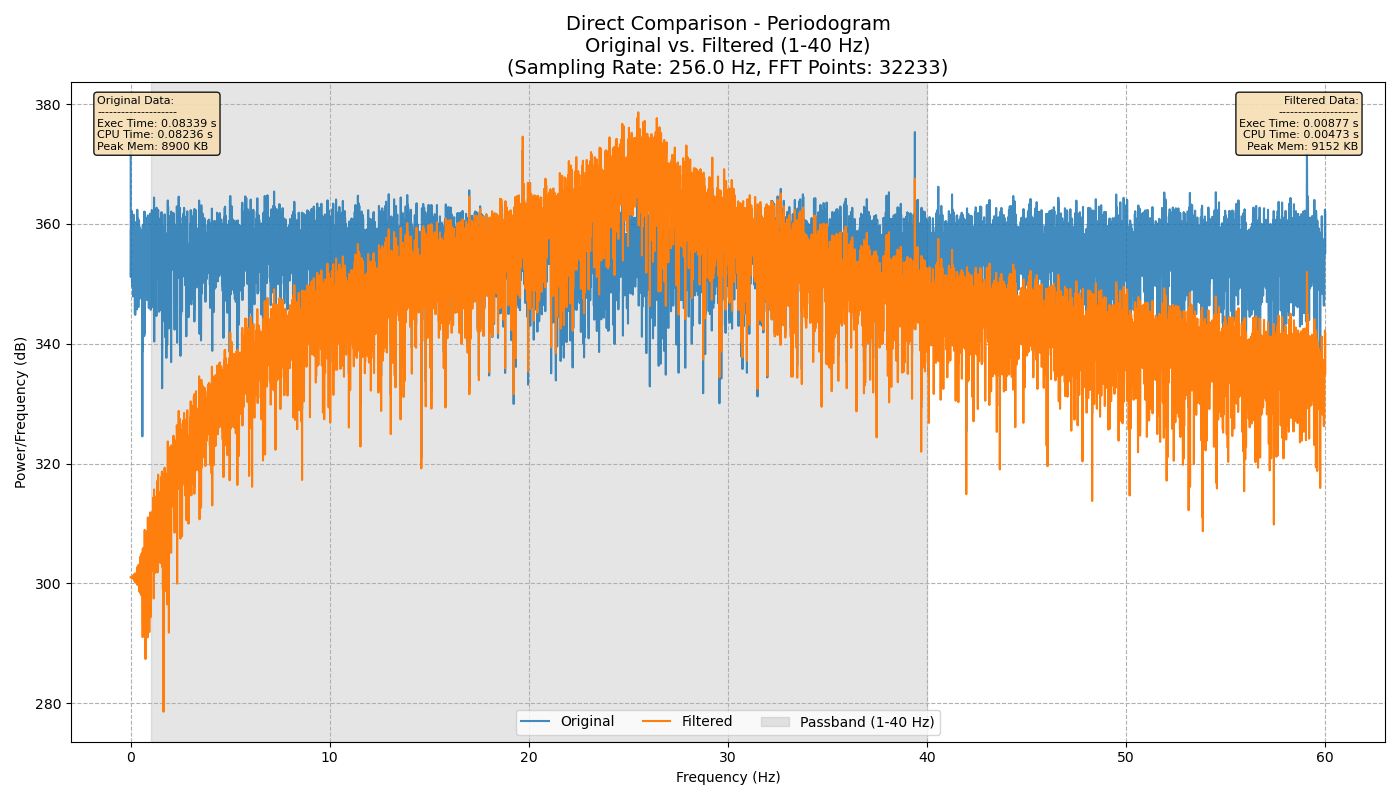 Direct Comparison - Periodogram
Original vs. Filtered (1-40 Hz)
(Sampling Rate: 256.0 Hz, FFT Points: 32233)
Original Data:
--------------------
Exec Time: 0.08339 s
CPU Time: 0.08236 s
Peak Mem: 8900 KB
Filtered Data:
--------------------
Exec Time: 0.00877 s
CPU Time: 0.00473 s
Peak Mem: 9152 KB
Power/Frequency (dB)
380
360
340
320
300
280
Original
Filtered
Passband (1-40 Hz)
0
10
20
30
40
50
60
Frequency (Hz)